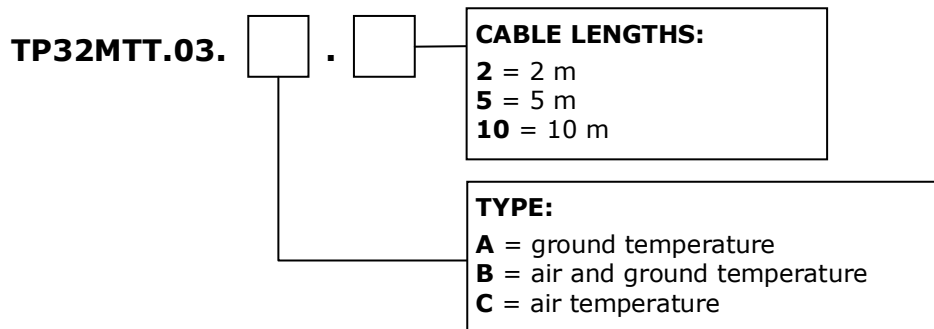 TP32MTT.03. .
CABLE LENGTHS:
2 = 2 m
5 = 5 m
10 = 10 m
TYPE:
A = ground temperature
B = air and ground temperature
C = air temperature